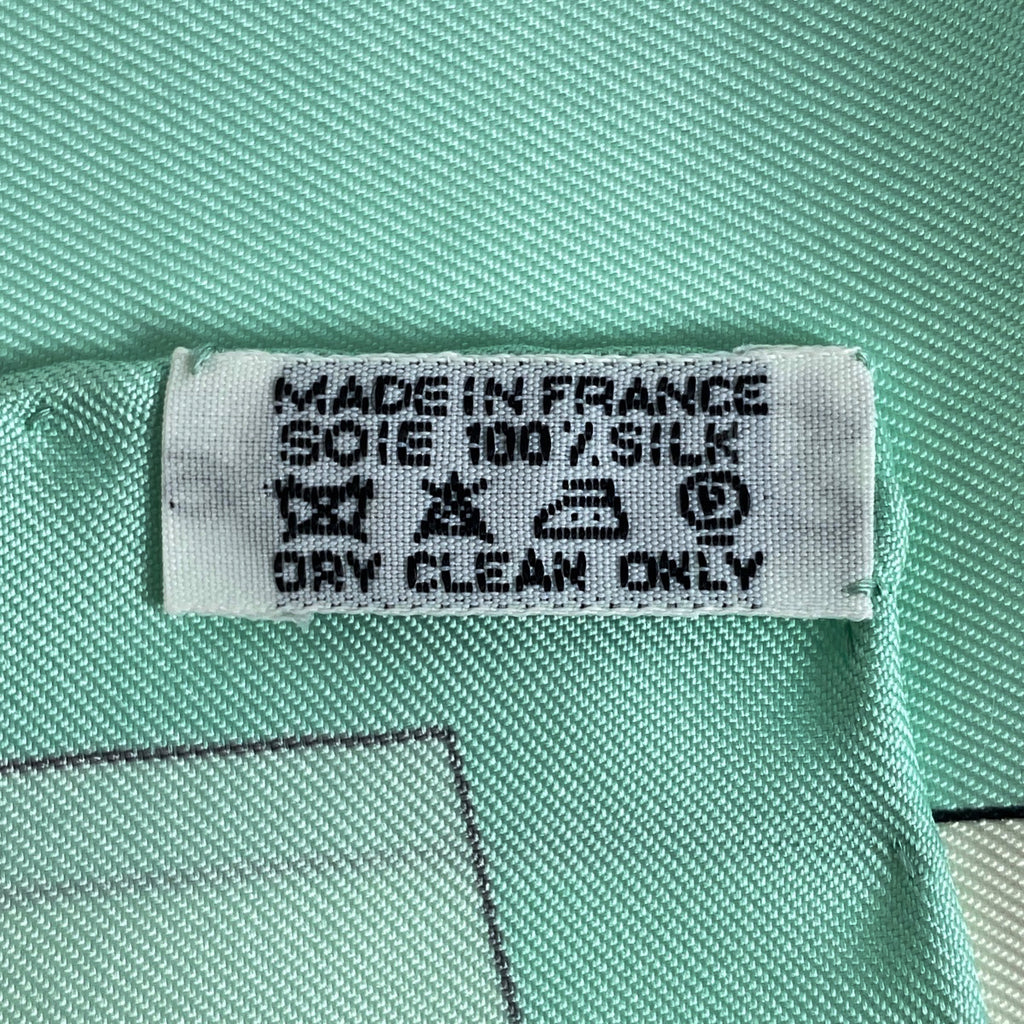 MADE IN FRANCE
SOIE 100% SILK
P
DRY CLEAN ONLY